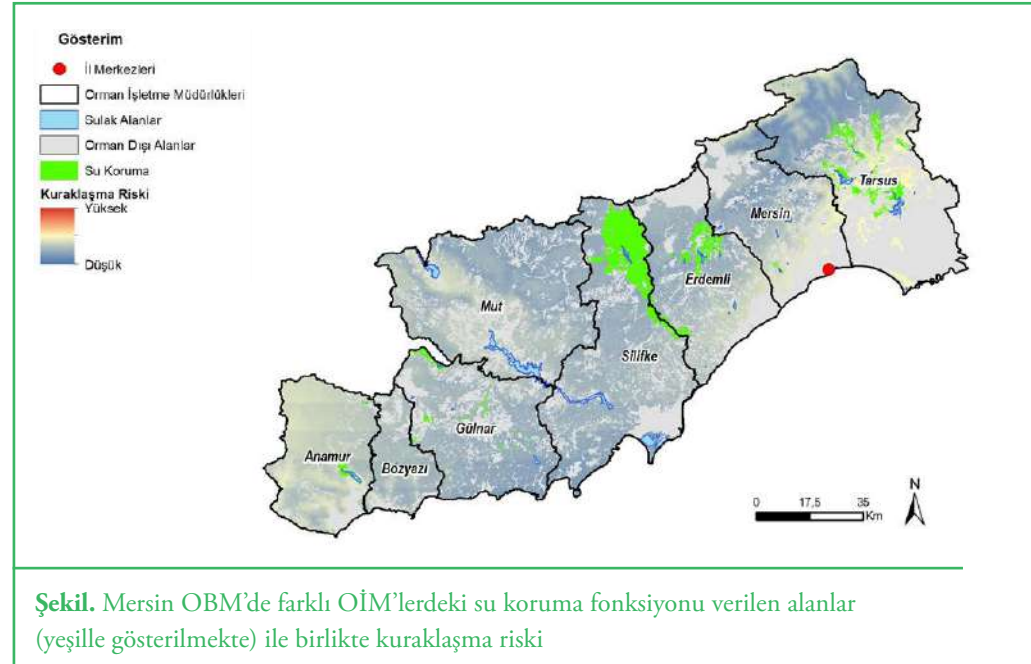 Gösterim
İl Merkezleri
Orman İşletme Müdürlükleri
Sulak Alanlar
Orman Dışı Alanlar
Su Koruma
Kuraklaşma Riski
Yüksek
Düşük
Tarsus
Mersin
Erdemli
Mut
Silifke
Gülnar
Anamur
Bozyazı
N
0 17,5 35
Km
Şekil. Mersin OBM’de farklı OİM’lerdeki su koruma fonksiyonu verilen alanlar
(yeşille gösterilmekte) ile birlikte kuraklaşma riski